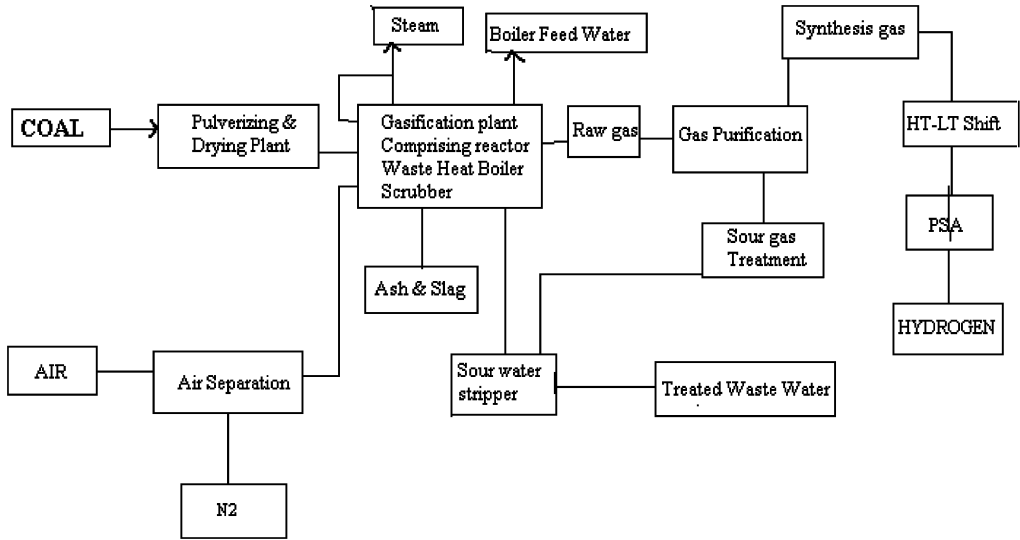 Steam
Boiler Feed Water
Synthesis gas
COAL
Pulverizing &
Drying Plant
Gasification plant
Comprising reactor
Waste Heat Boiler
Scrubber
Raw gas
Gas Purification
HT-LT Shift
PSA
Sour gas
Treatment
Ash & Slag
HYDROGEN
AIR
Air Separation
Sour water
stripper
Treated Waste Water
N2